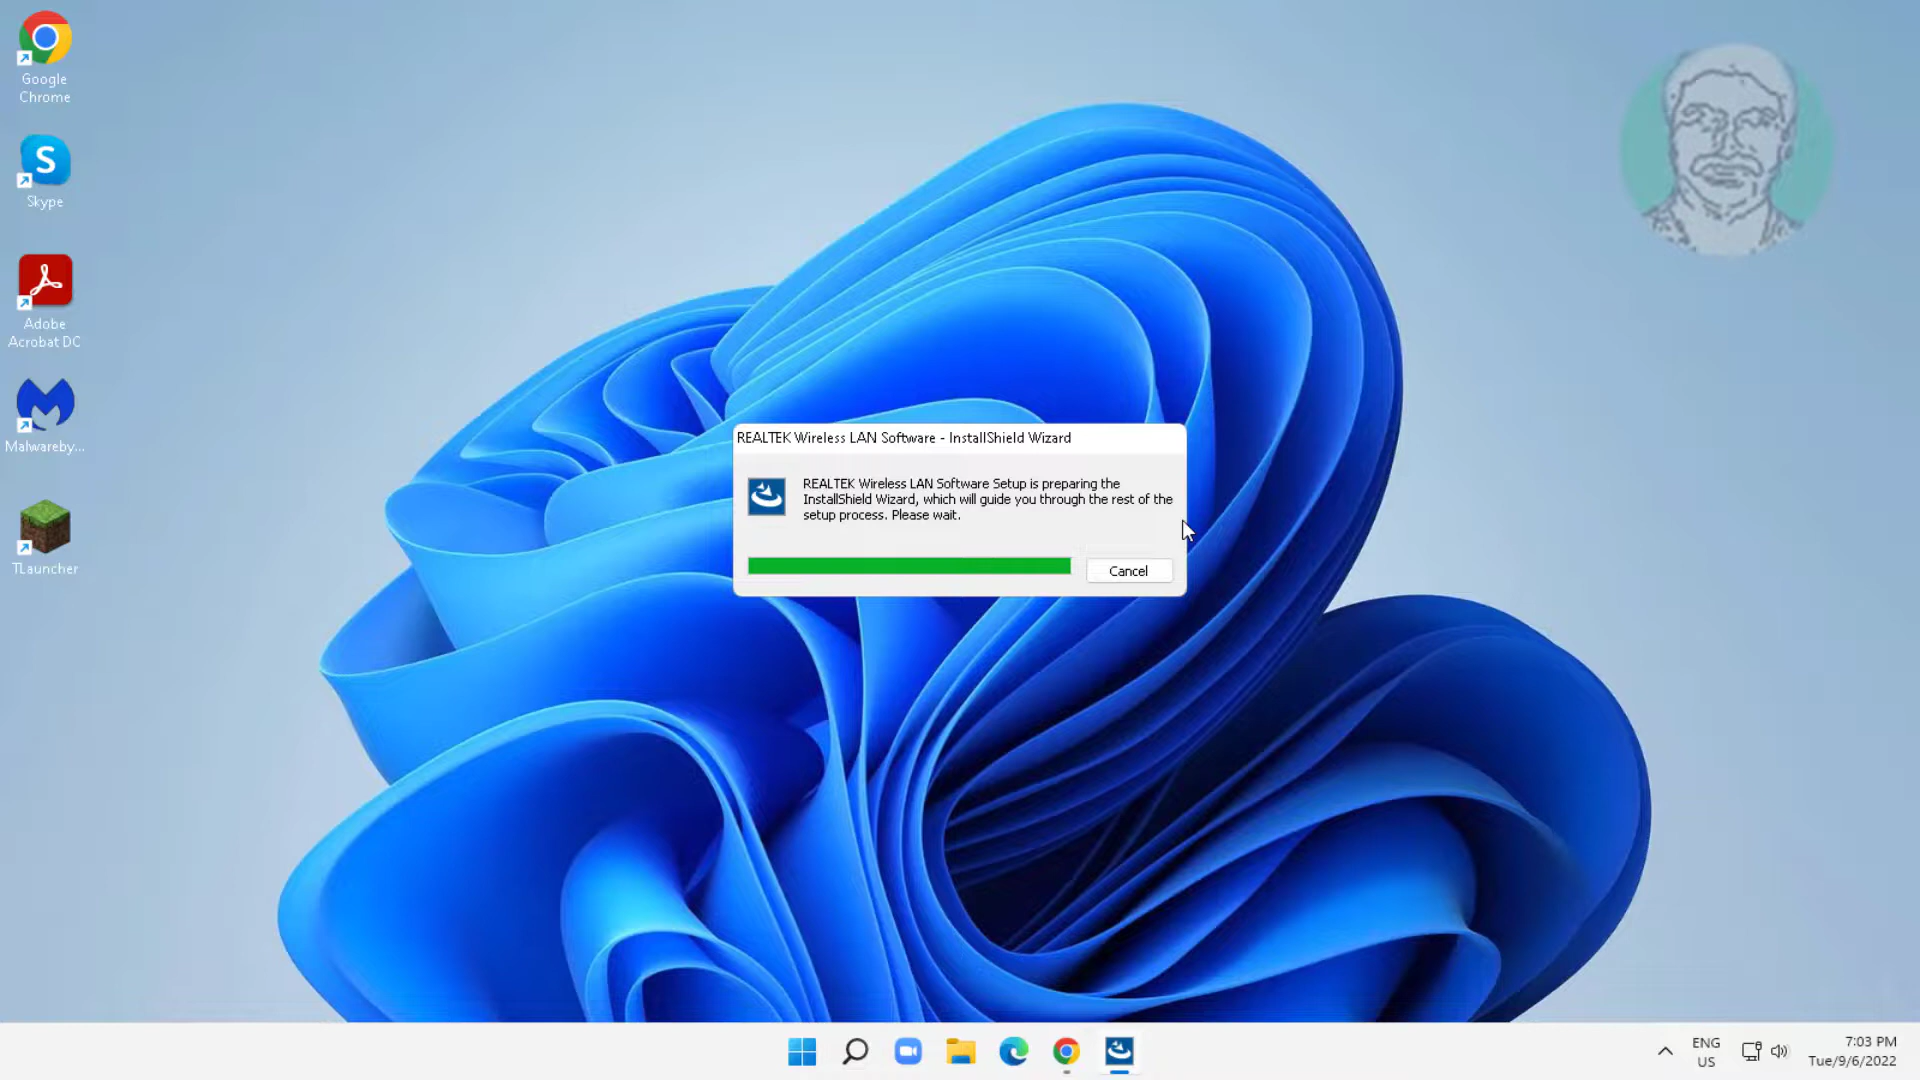 Google
Chrome
S
Skype
Adobe
Acrobat DC
Malwareby...
TLauncher
REALTEK Wireless LAN Software - InstallShield Wizard
REALTEK Wireless LAN Software Setup is preparing the
InstallShield Wizard, which will guide you through the rest of the
setup process. Please wait.
Cancel
ENG
US
7:03 PM
Tue/9/6/2022